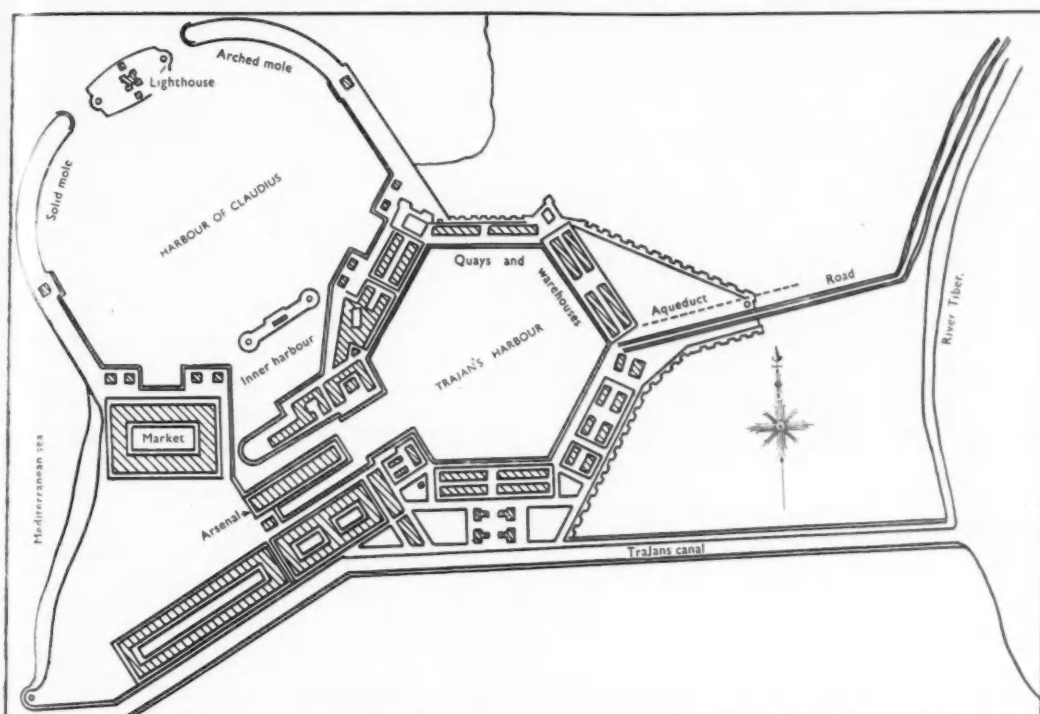 Arched mole
Lighthouse
Solid mole
HARBOUR OF CLAUDIUS
Quays and
warehouses
Aqueduct
Road
River Tiber.
Inner harbour
TRAJAN'S HARBOUR
Market
Mediterranean sea
Arsenal
TraJans canal